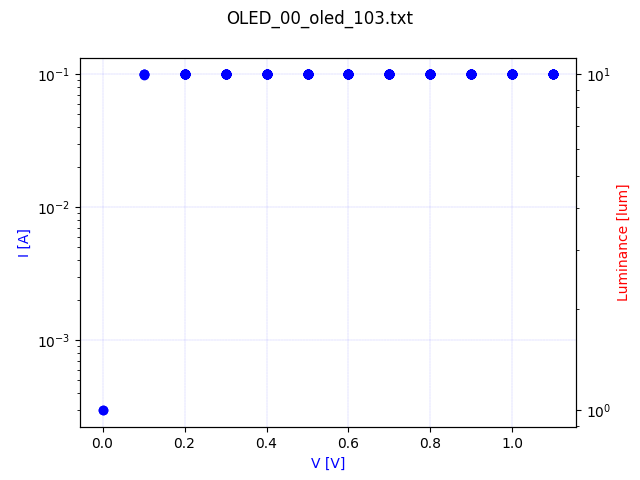 OLED_00_oled_103.txt
10⁻¹
10⁻²
10⁻³
I [A]
10¹
10⁰
Luminance [lum]
0.0 0.2 0.4 0.6 0.8 1.0
V [V]